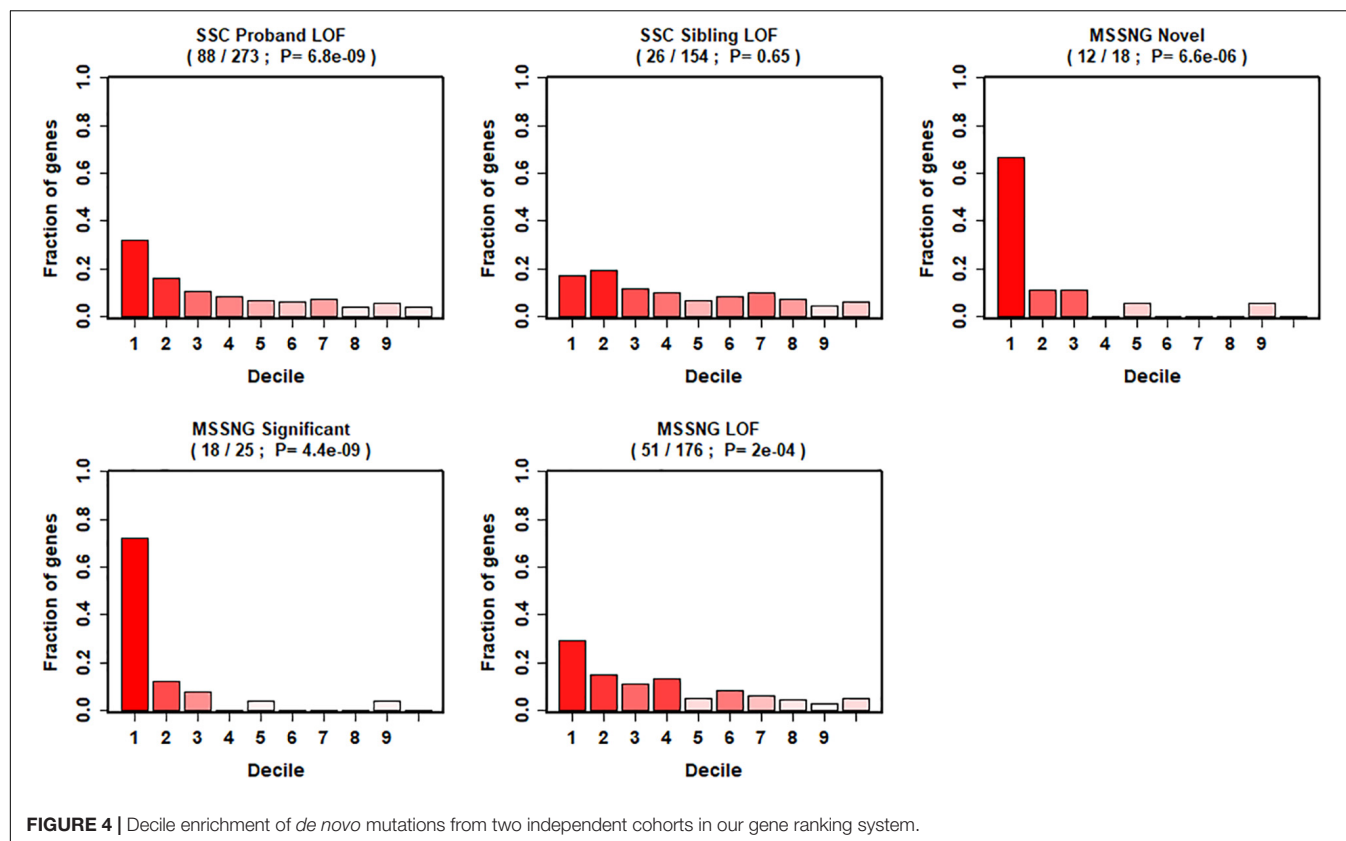 SSC Proband LOF
( 88 / 273 ; P= 6.8e-09 )
Fraction of genes
0.0 0.2 0.4 0.6 0.8 1.0
1 2 3 4 5 6 7 8 9
Decile
SSC Sibling LOF
( 26 / 154 ; P= 0.65 )
Fraction of genes
0.0 0.2 0.4 0.6 0.8 1.0
1 2 3 4 5 6 7 8 9
Decile
MSSNG Novel
( 12 / 18 ; P= 6.6e-06 )
Fraction of genes
0.0 0.2 0.4 0.6 0.8 1.0
1 2 3 4 5 6 7 8 9
Decile
MSSNG Significant
( 18 / 25 ; P= 4.4e-09 )
Fraction of genes
0.0 0.2 0.4 0.6 0.8 1.0
1 2 3 4 5 6 7 8 9
Decile
MSSNG LOF
( 51 / 176 ; P= 2e-04 )
Fraction of genes
0.0 0.2 0.4 0.6 0.8 1.0
1 2 3 4 5 6 7 8 9
Decile
FIGURE 4 | Decile enrichment of de novo mutations from two independent cohorts in our gene ranking system.